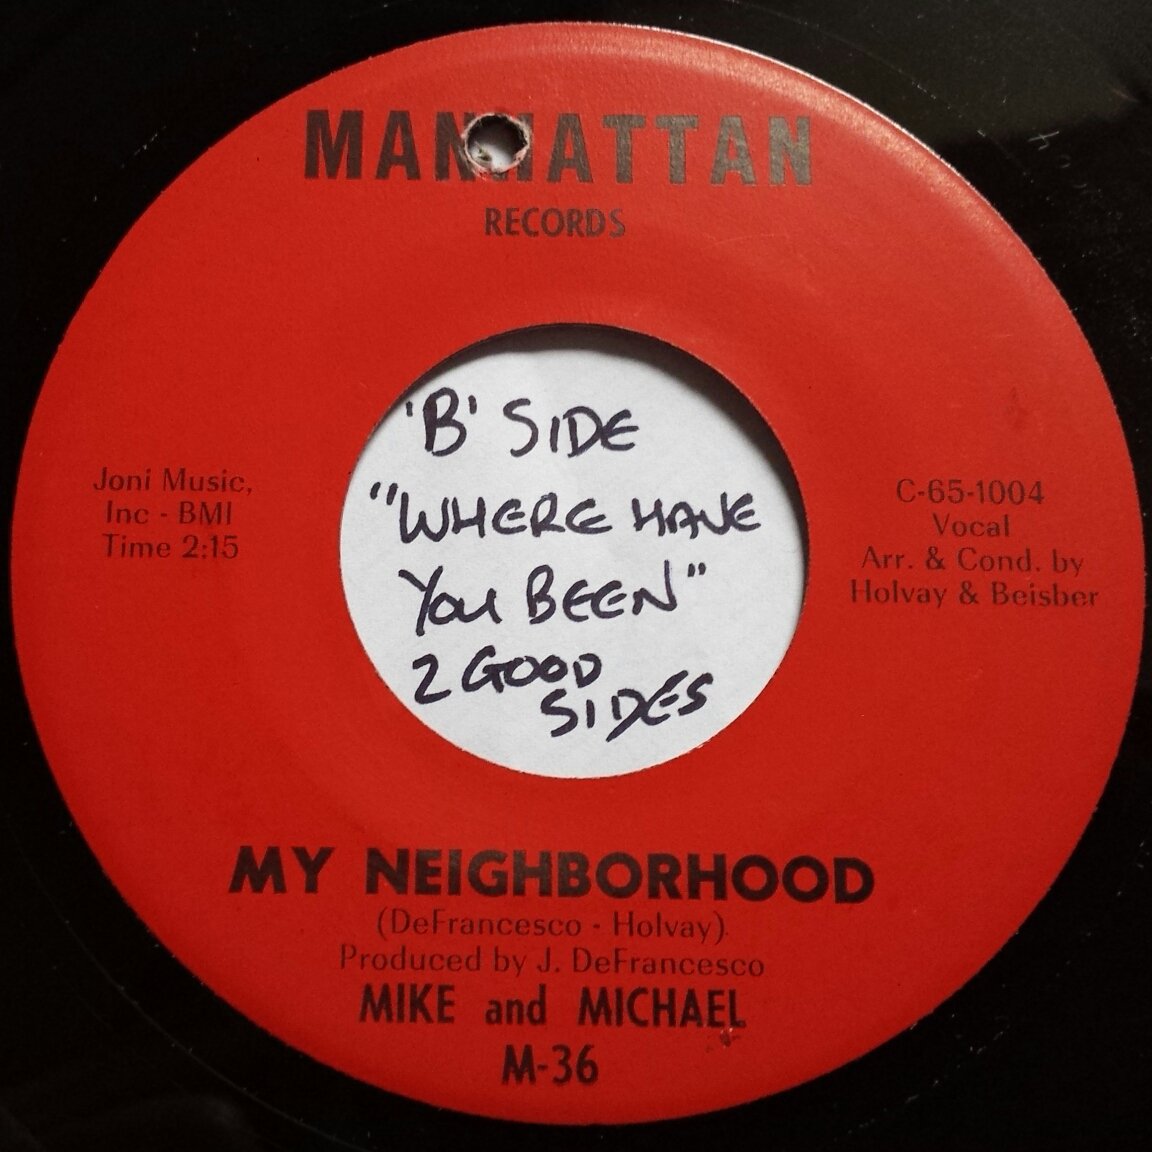 MANHATTAN
RECORDS
'B' SIDE
"WHERE HAVE
YOU BEEN"
2 GOOD
SIDES
Joni Music,
Inc - BMI
Time 2:15
C-65-1004
Vocal
Arr. & Cond. by
Holvay & Beisber
MY NEIGHBORHOOD
(DeFrancesco - Holvay)
Produced by J. DeFrancesco
MIKE and MICHAEL
M-36